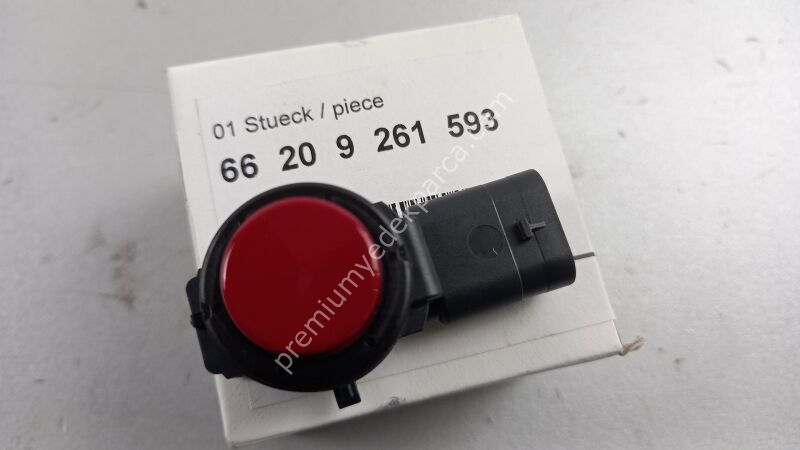 01 Stueck / piece
66 20 9 261 593
premiumyedekparca.com